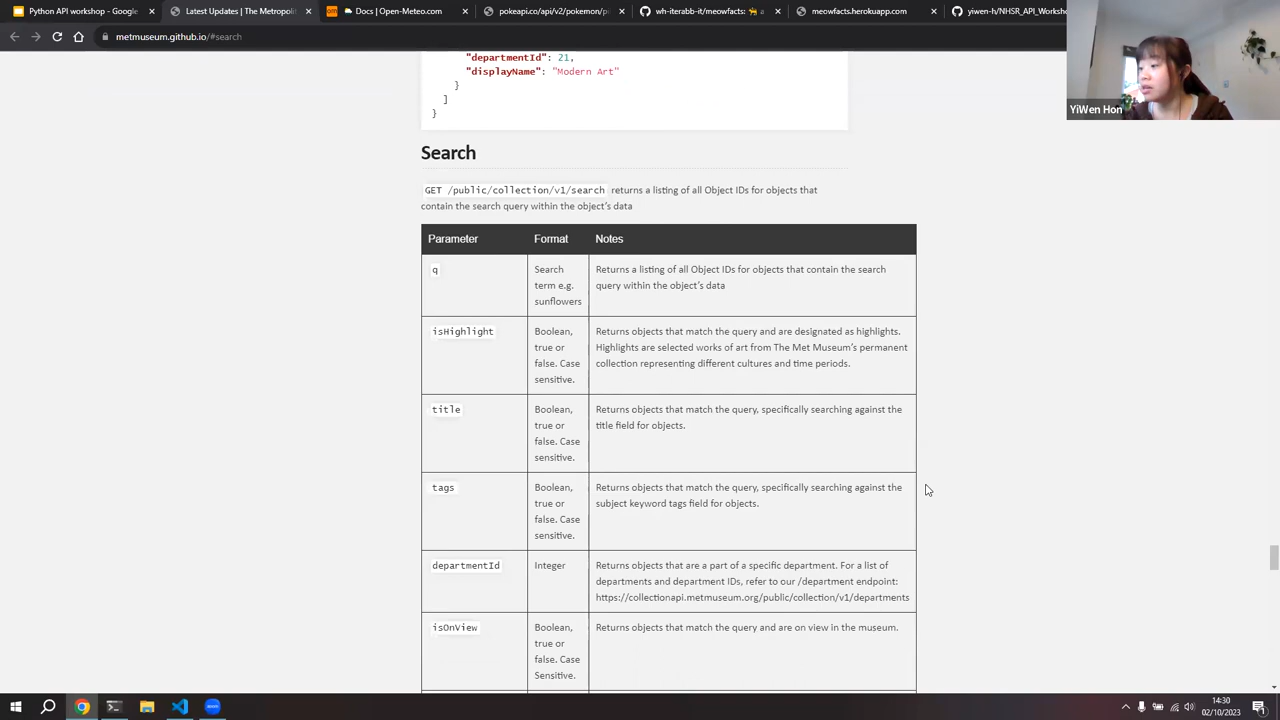 Python API workshop - Google
Latest Updates | The Metropolit
Docs | Open-Meteo.com
pokeapi.co/api/v2/pokemon/pi
wh-iterabb-it/meowfacts:
meowfacts.herokuapp.com
yiwen-h/NHSR_API_Worksho
metmuseum.github.io/#search
YiWen Hon
"departmentId": 21,
"displayName": "Modern Art"
}
]
}
Search
GET /public/collection/v1/search returns a listing of all Object IDs for objects that
contain the search query within the object's data
Parameter Format Notes
q Search Returns a listing of all Object IDs for objects that contain the search
term e.g. query within the object's data
sunflowers
isHighlight Boolean, Returns objects that match the query and are designated as highlights.
true or Highlights are selected works of art from The Met Museum's permanent
false. Case collection representing different cultures and time periods.
sensitive.
title Boolean, Returns objects that match the query, specifically searching against the
true or title field for objects.
false. Case
sensitive.
tags Boolean, Returns objects that match the query, specifically searching against the
true or subject keyword tags field for objects.
false. Case
sensitive.
departmentId Integer Returns objects that are a part of a specific department. For a list of
departments and department IDs, refer to our /department endpoint:
https://collectionapi.metmuseum.org/public/collection/v1/departments
isOnView Boolean, Returns objects that match the query and are on view in the museum.
true or
false. Case
Sensitive.
14:30
02/10/2023